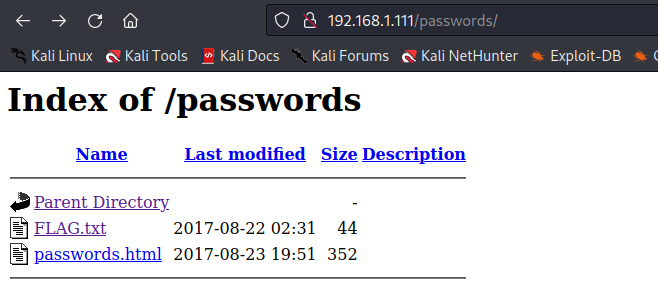 192.168.1.111/passwords/
Kali Linux Kali Tools Kali Docs Kali Forums Kali NetHunter Exploit-DB
Index of /passwords
Name Last modified Size Description
Parent Directory -
FLAG.txt 2017-08-22 02:31 44
passwords.html 2017-08-23 19:51 352